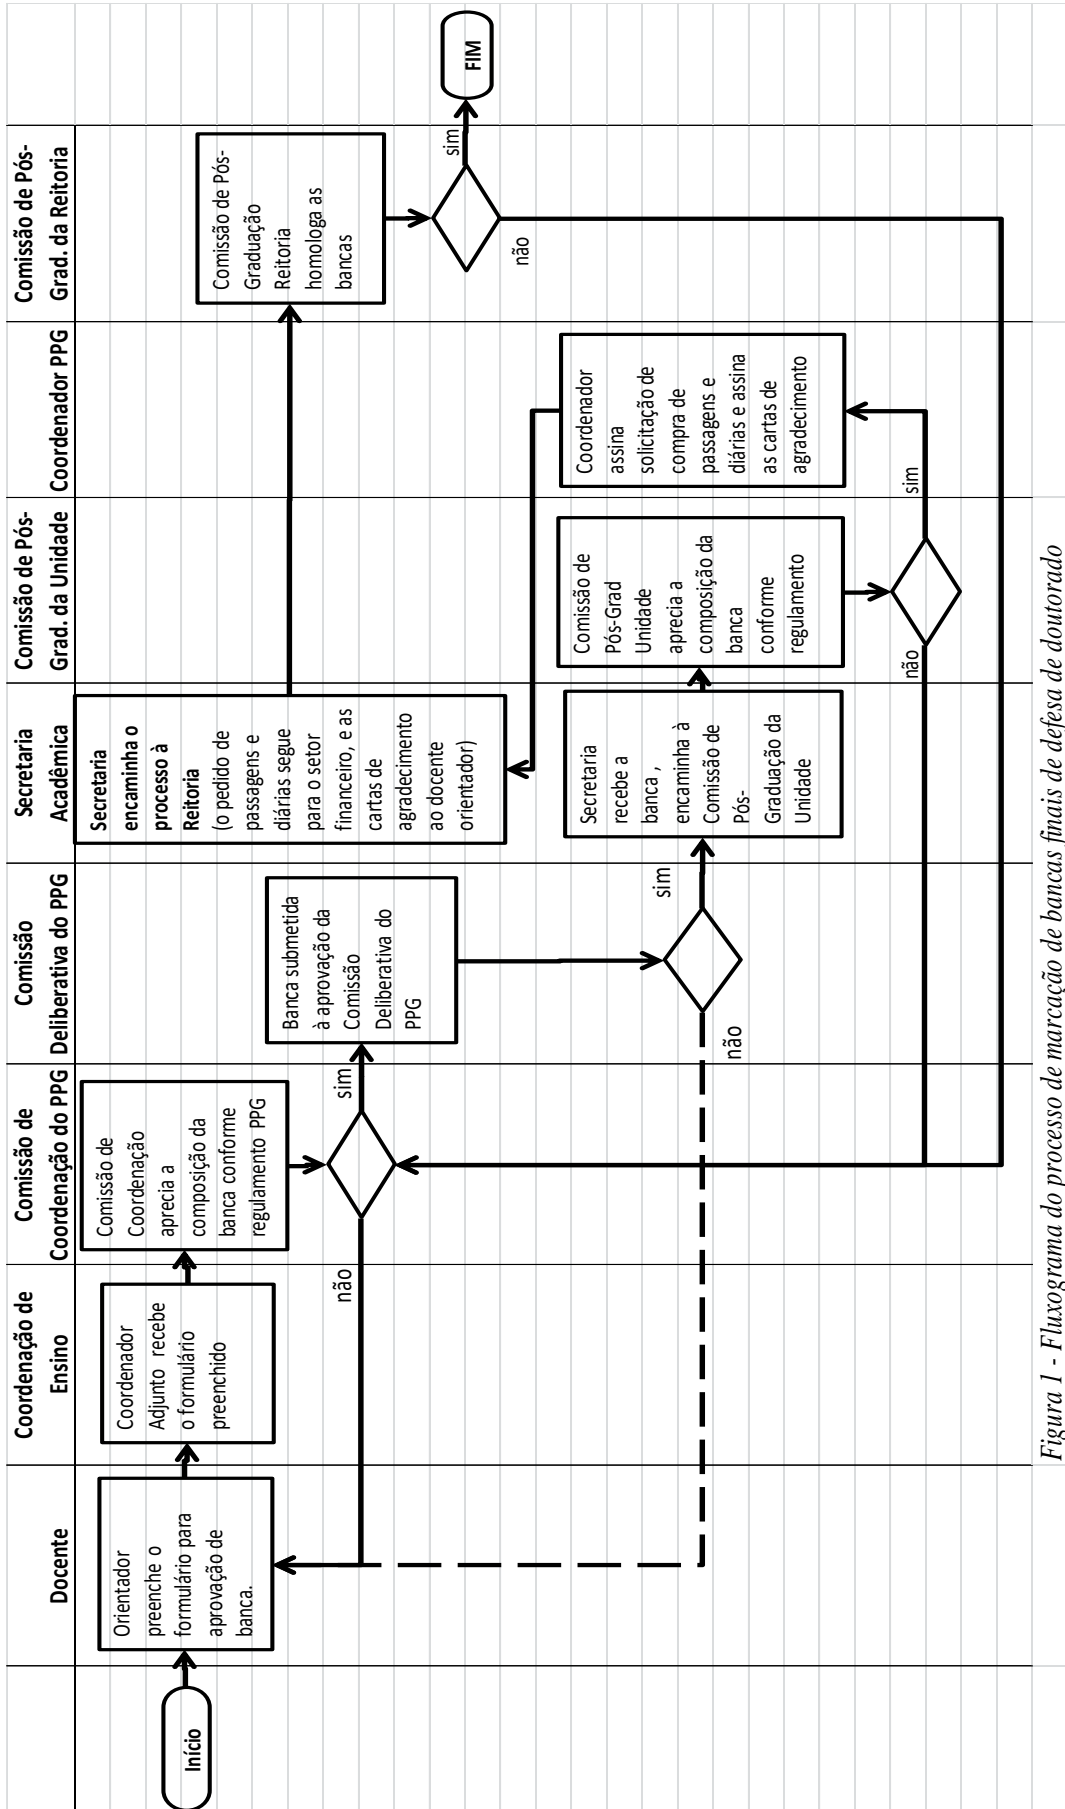 Docente
Coordenação de
Ensino
Comissão de
Coordenação do PPG
Comissão
Deliberativa do PPG
Secretaria
Acadêmica
Comissão de Pós-
Grad. da Unidade
Coordenador PPG
Comissão de Pós-
Grad. da Reitoria
Início
Orientador
preenche o
formulário para
aprovação de
banca.
Coordenador
Adjunto recebe
o formulário
preenchido
Comissão de
Coordenação
aprecia a
composição da
banca conforme
regulamento PPG
não
sim
Banca submetida
à aprovação da
Comissão
Deliberativa do
PPG
não
sim
Secretaria
encaminha o
processo à
Reitoria
(o pedido de
passagens e
diárias segue
para o setor
financeiro, e as
cartas de
agradecimento
ao docente
orientador)
Secretaria
recebe a
banca ,
encaminha à
Comissão de
Pós-
Graduação da
Unidade
Comissão de
Pós-Grad
Unidade
aprecia a
composição da
banca
conforme
regulamento
não
sim
Coordenador
assina
solicitação de
compra de
passagens e
diárias e assina
as cartas de
agradecimento
Comissão de Pós-
Graduação
Reitoria
homologa as
bancas
não
sim
FIM
Figura 1 - Fluxograma do processo de marcação de bancas finais de defesa de doutorado